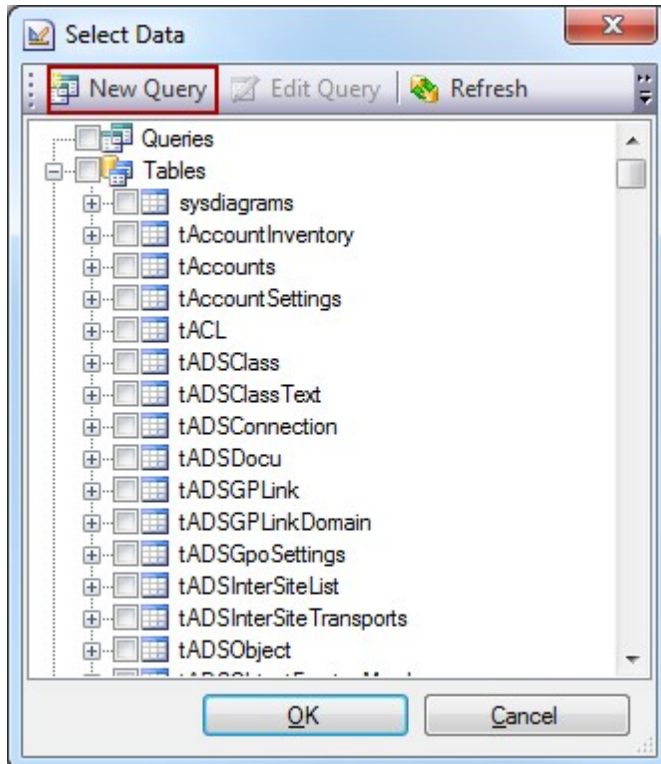 Select Data
New Query Edit Query Refresh
Queries
Tables
sysdiagrams
tAccountInventory
tAccounts
tAccountSettings
tACL
tADSClass
tADSClassText
tADSConnection
tADSDocu
tADSGPLink
tADSGPLinkDomain
tADSGpoSettings
tADSInterSiteList
tADSInterSiteTransports
tADSObject
OK Cancel